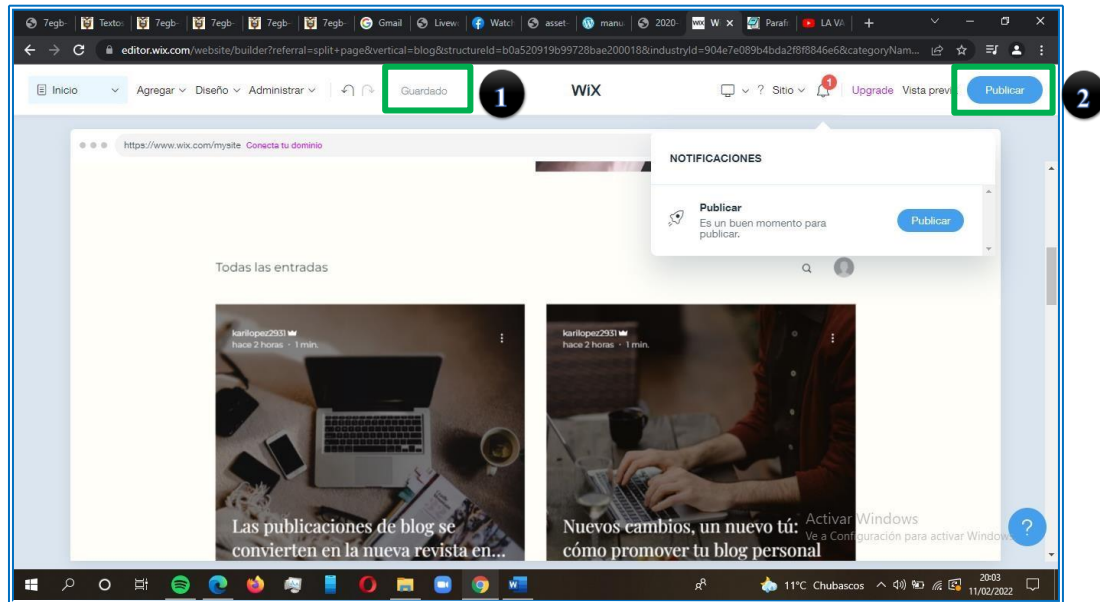 7egb-
Textos
7egb-
7egb-
7egb-
7egb-
Gmail
Livew
Watch
asset-
manu
2020-
WIX W
Parafr
LA VA
editor.wix.com/website/builder?referral=split+page&vertical=blog&structureId=b0a520919b99728bae200018&industryId=904e7e089b4bda2f8f8846e6&categoryNam...
Inicio Agregar Diseño Administrar Guardado 1 WiX ? Sitio Upgrade Vista previ Publicar 2
https://www.wix.com/mysite Conecta tu dominio
NOTIFICACIONES
Publicar
Es un buen momento para
publicar.
Publicar
Todas las entradas
karilopez2931
hace 2 horas · 1 min.
Las publicaciones de blog se
convierten en la nueva revista en...
karilopez2931
hace 2 horas · 1 min.
Nuevos cambios, un nuevo tú:
cómo promover tu blog personal
Activar Windows
Ve a Configuración para activar Windows
?
11°C Chubascos
20:03
11/02/2022